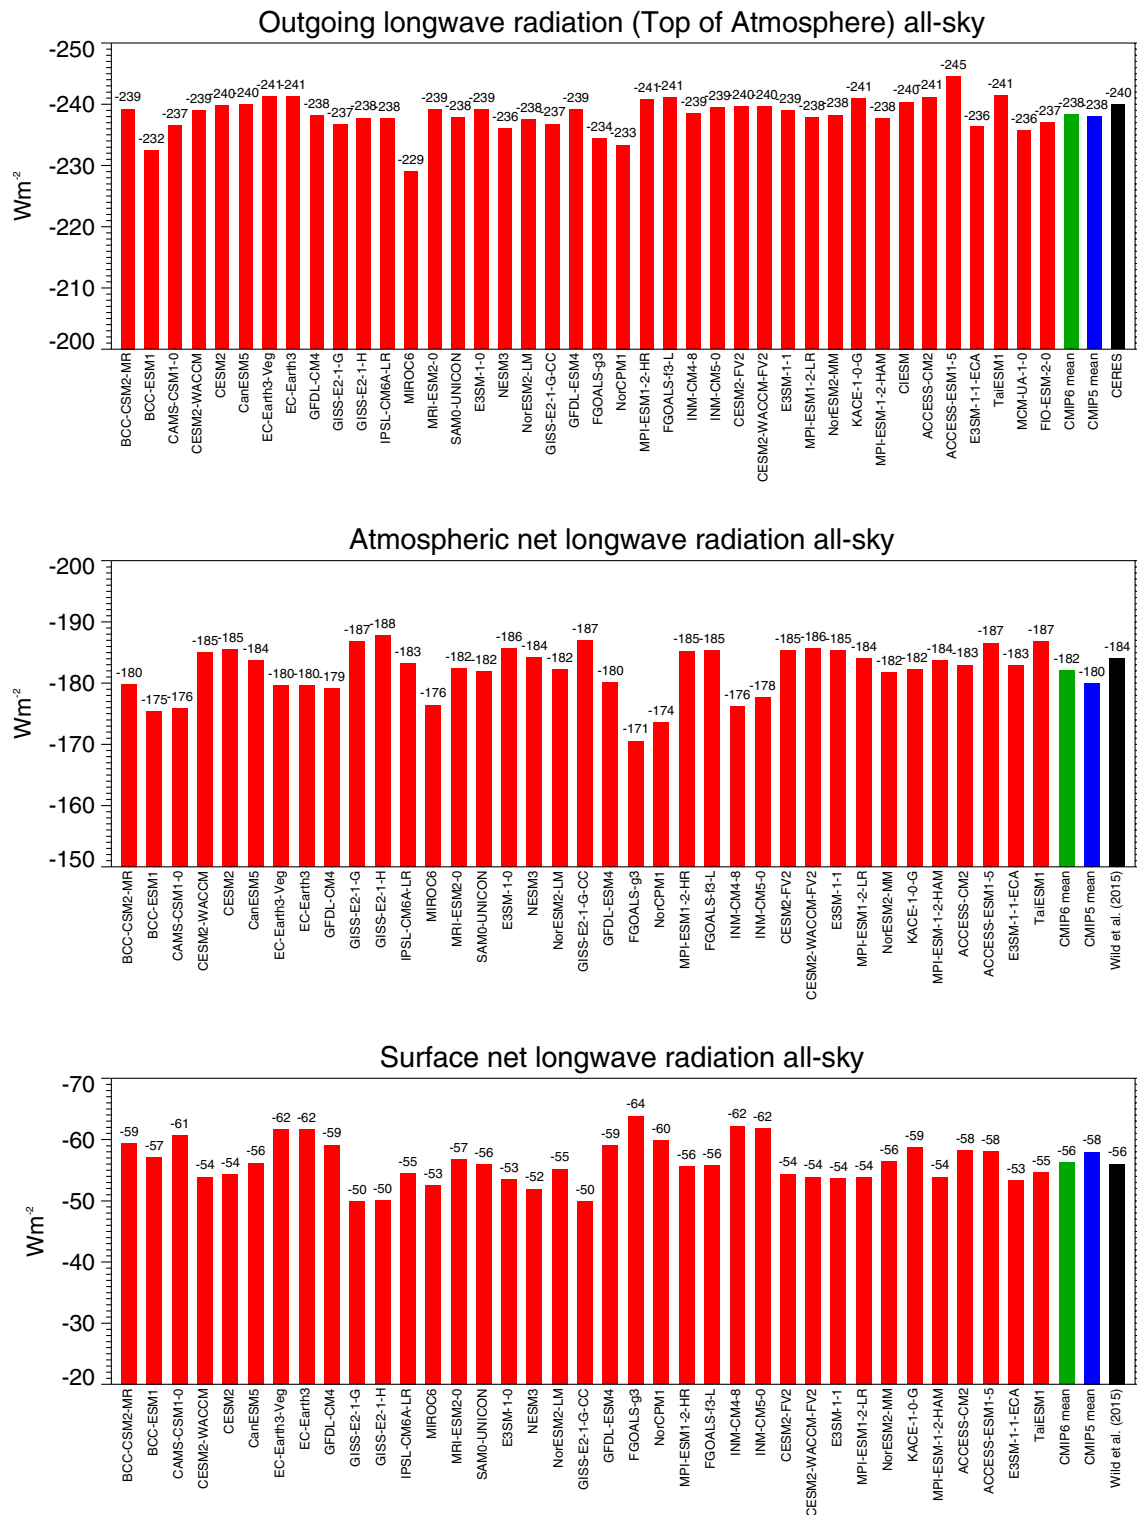 Outgoing longwave radiation (Top of Atmosphere) all-sky
-250
-240
-230
-220
-210
-200
Wm-2
-239
-232
-237
-239
-240
-240
-241
-241
-238
-237
-238
-238
-229
-239
-238
-239
-236
-238
-237
-239
-234
-233
-241
-241
-239
-239
-240
-240
-239
-238
-238
-241
-238
-240
-241
-245
-236
-241
-236
-237
-238
-238
-240
BCC-CSM2-MR
BCC-ESM1
CAMS-CSM1-0
CESM2-WACCM
CESM2
CanESM5
EC-Earth3-Veg
EC-Earth3
GFDL-CM4
GISS-E2-1-G
GISS-E2-1-H
IPSL-CM6A-LR
MIROC6
MRI-ESM2-0
SAM0-UNICON
E3SM-1-0
NESM3
NorESM2-LM
GISS-E2-1-G-CC
GFDL-ESM4
FGOALS-g3
NorCPM1
MPI-ESM1-2-HR
FGOALS-f3-L
INM-CM4-8
INM-CM5-0
CESM2-FV2
CESM2-WACCM-FV2
E3SM-1-1
MPI-ESM1-2-LR
NorESM2-MM
KACE-1-0-G
MPI-ESM-1-2-HAM
CIESM
ACCESS-CM2
ACCESS-ESM1-5
E3SM-1-1-ECA
TaiESM1
MCM-UA-1-0
FIO-ESM-2-0
CMIP6 mean
CMIP5 mean
CERES
Atmospheric net longwave radiation all-sky
-200
-190
-180
-170
-160
-150
Wm-2
-180
-175
-176
-185
-185
-184
-180
-180
-179
-187
-188
-183
-176
-182
-182
-186
-184
-182
-187
-180
-171
-174
-185
-185
-176
-178
-185
-186
-185
-184
-182
-182
-184
-183
-187
-183
-187
-182
-180
-184
BCC-CSM2-MR
BCC-ESM1
CAMS-CSM1-0
CESM2-WACCM
CESM2
CanESM5
EC-Earth3-Veg
EC-Earth3
GFDL-CM4
GISS-E2-1-G
GISS-E2-1-H
IPSL-CM6A-LR
MIROC6
MRI-ESM2-0
SAM0-UNICON
E3SM-1-0
NESM3
NorESM2-LM
GISS-E2-1-G-CC
GFDL-ESM4
FGOALS-g3
NorCPM1
MPI-ESM1-2-HR
FGOALS-f3-L
INM-CM4-8
INM-CM5-0
CESM2-FV2
CESM2-WACCM-FV2
E3SM-1-1
MPI-ESM1-2-LR
NorESM2-MM
KACE-1-0-G
MPI-ESM-1-2-HAM
ACCESS-CM2
ACCESS-ESM1-5
E3SM-1-1-ECA
TaiESM1
CMIP6 mean
CMIP5 mean
Wild et al. (2015)
Surface net longwave radiation all-sky
-70
-60
-50
-40
-30
-20
Wm-2
-59
-57
-61
-54
-54
-56
-62
-62
-59
-50
-50
-55
-53
-57
-56
-53
-52
-55
-50
-59
-64
-60
-56
-56
-62
-62
-54
-54
-54
-54
-56
-59
-54
-58
-58
-53
-55
-56
-58
-56
BCC-CSM2-MR
BCC-ESM1
CAMS-CSM1-0
CESM2-WACCM
CESM2
CanESM5
EC-Earth3-Veg
EC-Earth3
GFDL-CM4
GISS-E2-1-G
GISS-E2-1-H
IPSL-CM6A-LR
MIROC6
MRI-ESM2-0
SAM0-UNICON
E3SM-1-0
NESM3
NorESM2-LM
GISS-E2-1-G-CC
GFDL-ESM4
FGOALS-g3
NorCPM1
MPI-ESM1-2-HR
FGOALS-f3-L
INM-CM4-8
INM-CM5-0
CESM2-FV2
CESM2-WACCM-FV2
E3SM-1-1
MPI-ESM1-2-LR
NorESM2-MM
KACE-1-0-G
MPI-ESM-1-2-HAM
ACCESS-CM2
ACCESS-ESM1-5
E3SM-1-1-ECA
TaiESM1
CMIP6 mean
CMIP5 mean
Wild et al. (2015)